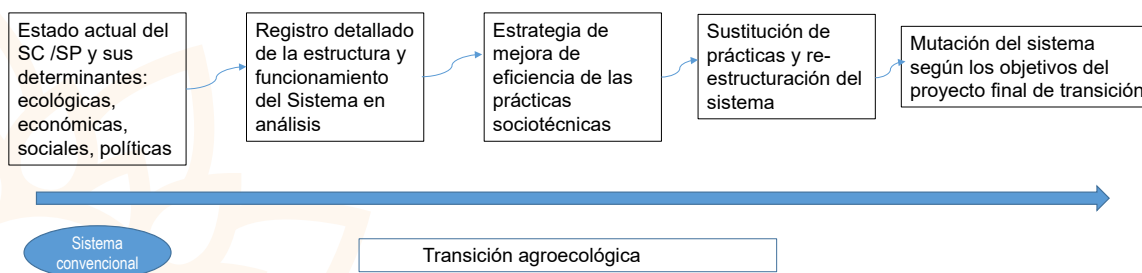 Estado actual del
SC /SP y sus
determinantes:
ecológicas,
económicas,
sociales, políticas
Registro detallado
de la estructura y
funcionamiento
del Sistema en
análisis
Estrategia de
mejora de
eficiencia de las
prácticas
sociotécnicas
Sustitución de
prácticas y re-
estructuración del
sistema
Mutación del sistema
según los objetivos del
proyecto final de transición
Sistema
convencional
Transición agroecológica